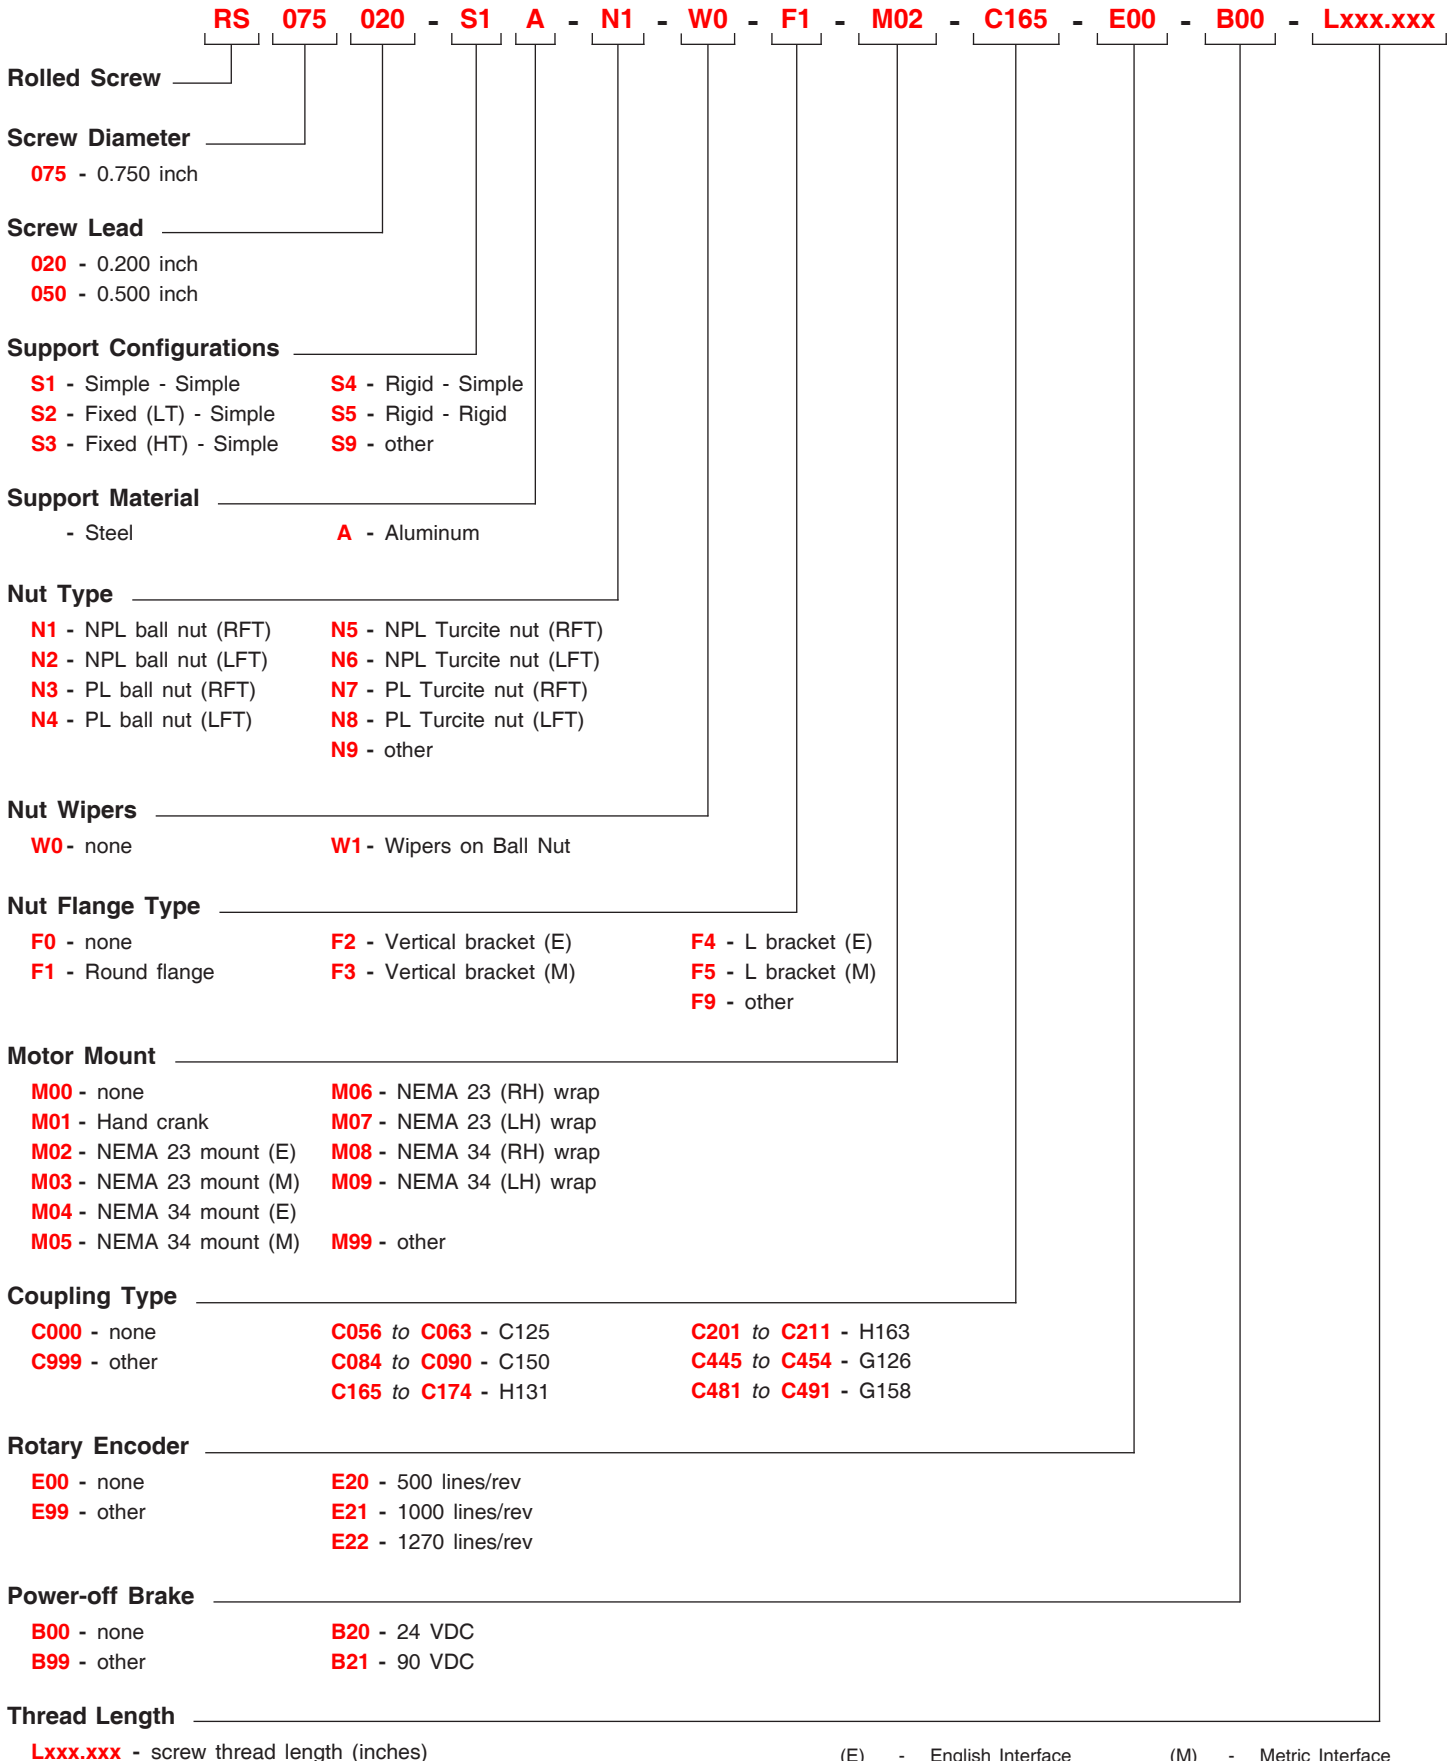 RS 075 020 - S1 A - N1 - W0 - F1 - M02 - C165 - E00 - B00 - Lxxx.xxx
Rolled Screw
Screw Diameter
075 - 0.750 inch
Screw Lead
020 - 0.200 inch
050 - 0.500 inch
Support Configurations
S1 - Simple - Simple S4 - Rigid - Simple
S2 - Fixed (LT) - Simple S5 - Rigid - Rigid
S3 - Fixed (HT) - Simple S9 - other
Support Material
- Steel A - Aluminum
Nut Type
N1 - NPL ball nut (RFT) N5 - NPL Turcite nut (RFT)
N2 - NPL ball nut (LFT) N6 - NPL Turcite nut (LFT)
N3 - PL ball nut (RFT) N7 - PL Turcite nut (RFT)
N4 - PL ball nut (LFT) N8 - PL Turcite nut (LFT)
N9 - other
Nut Wipers
W0 - none W1 - Wipers on Ball Nut
Nut Flange Type
F0 - none F2 - Vertical bracket (E) F4 - L bracket (E)
F1 - Round flange F3 - Vertical bracket (M) F5 - L bracket (M)
F9 - other
Motor Mount
M00 - none M06 - NEMA 23 (RH) wrap
M01 - Hand crank M07 - NEMA 23 (LH) wrap
M02 - NEMA 23 mount (E) M08 - NEMA 34 (RH) wrap
M03 - NEMA 23 mount (M) M09 - NEMA 34 (LH) wrap
M04 - NEMA 34 mount (E)
M05 - NEMA 34 mount (M) M99 - other
Coupling Type
C000 - none C056 to C063 - C125 C201 to C211 - H163
C999 - other C084 to C090 - C150 C445 to C454 - G126
C165 to C174 - H131 C481 to C491 - G158
Rotary Encoder
E00 - none E20 - 500 lines/rev
E99 - other E21 - 1000 lines/rev
E22 - 1270 lines/rev
Power-off Brake
B00 - none B20 - 24 VDC
B99 - other B21 - 90 VDC
Thread Length
Lxxx.xxx - screw thread length (inches) (E) - English Interface (M) - Metric Interface